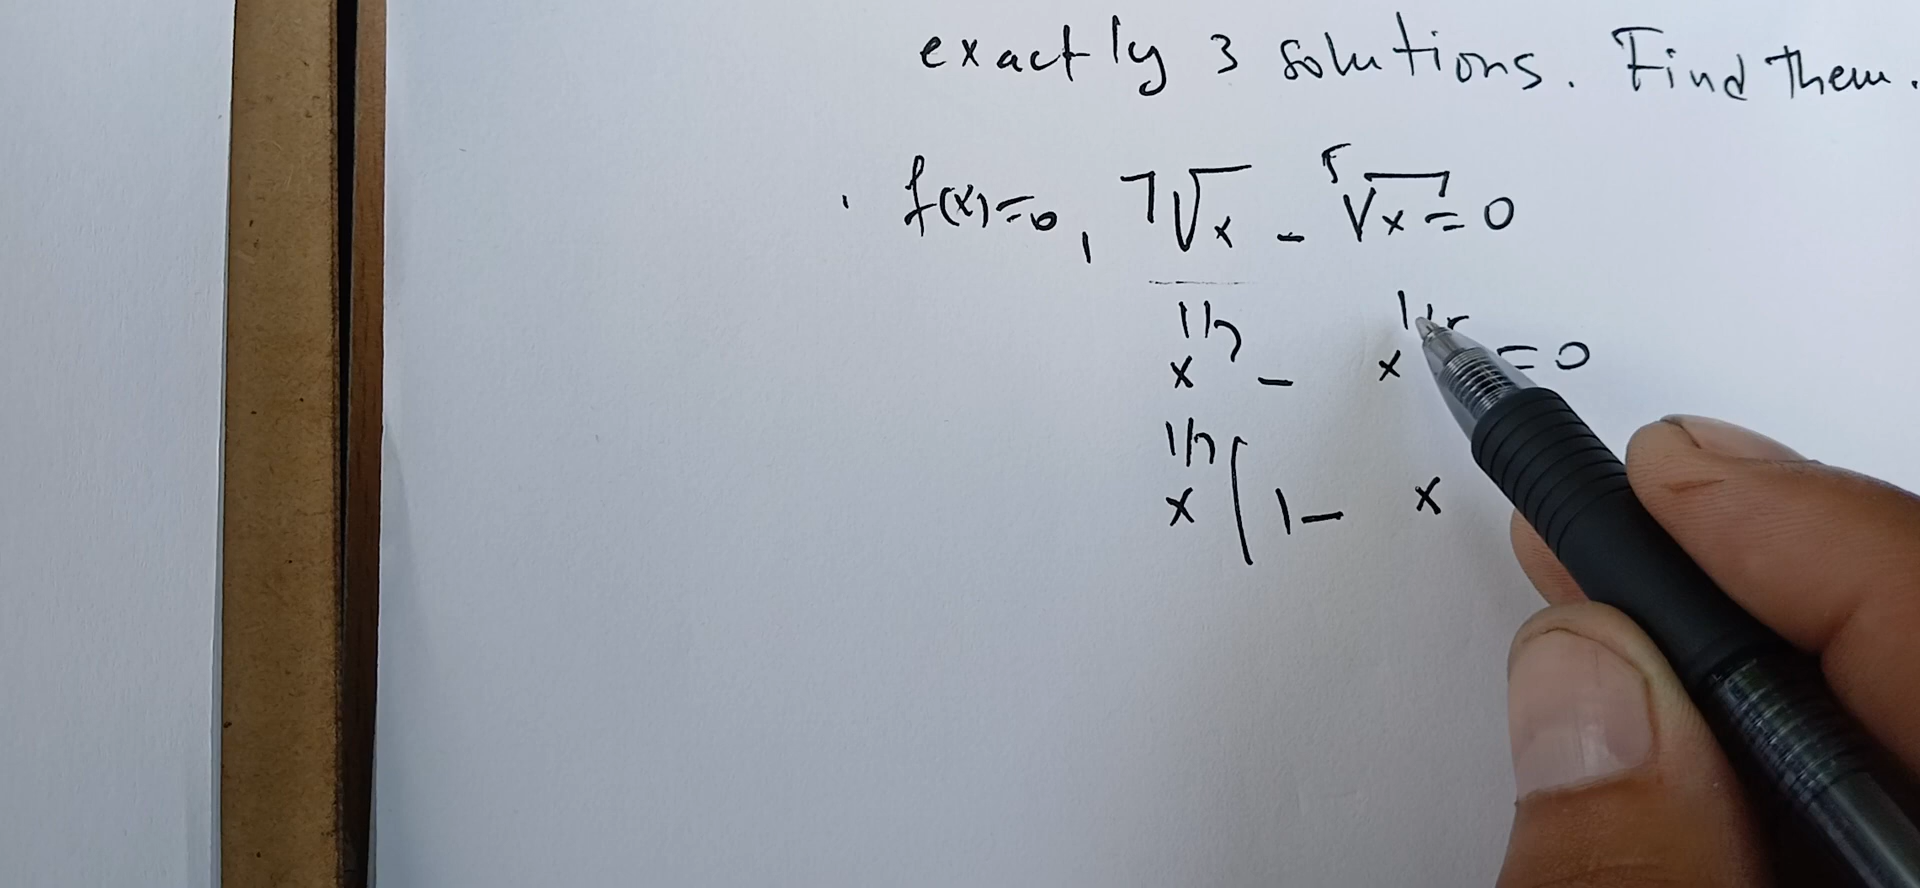 exactly 3 solutions. Find them.
f(x)=0, 7√x - 5√x = 0
x^1/7 - x^1/5 = 0
x^1/7 ( 1 - x